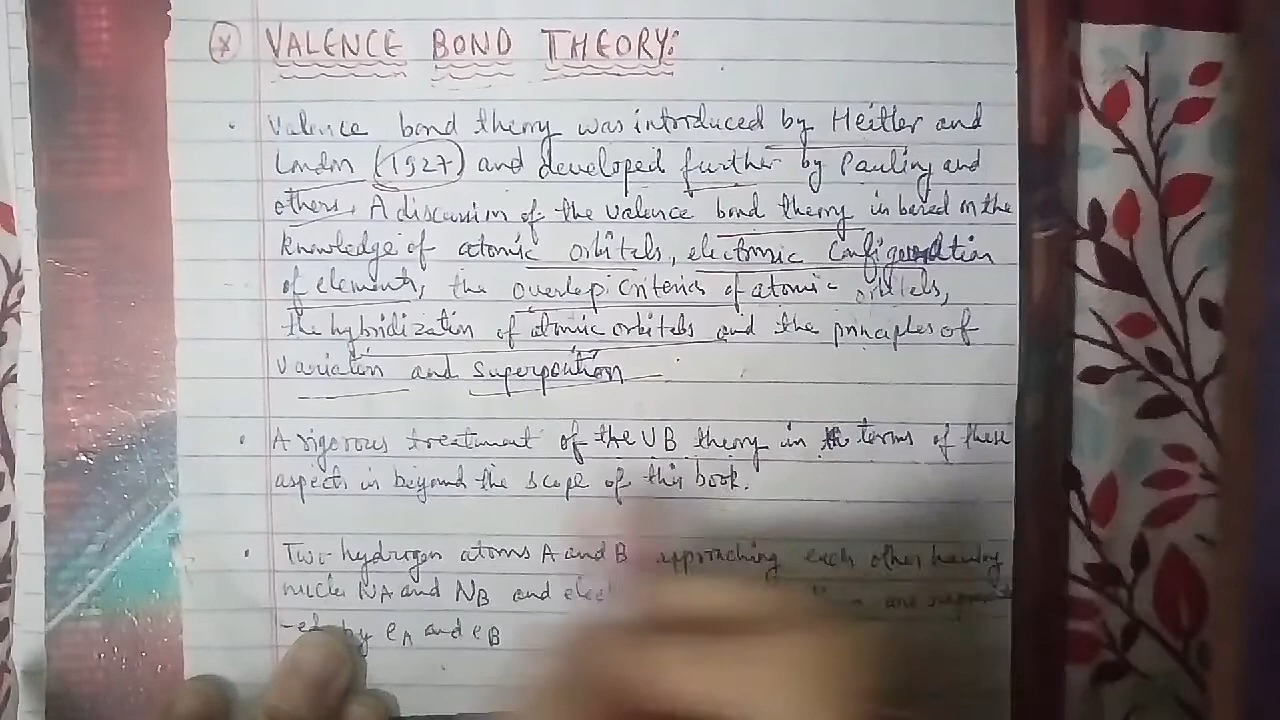 * VALENCE BOND THEORY:
Valence bond theory was introduced by Heitler and
London (1927) and developed further by Pauling and
others. A discussion of the valence bond theory is based on the
knowledge of atomic orbitals, electronic configuration
of elements, the overlap criteria of atomic orbitals,
the hybridization of atomic orbitals and the principles of
variation and superposition
A rigorous treatment of the VB theory in terms of these
aspects is beyond the scope of this book.
Two hydrogen atoms A and B approaching each other having
nuclei NA and NB and elec are
-ed by eA and eB